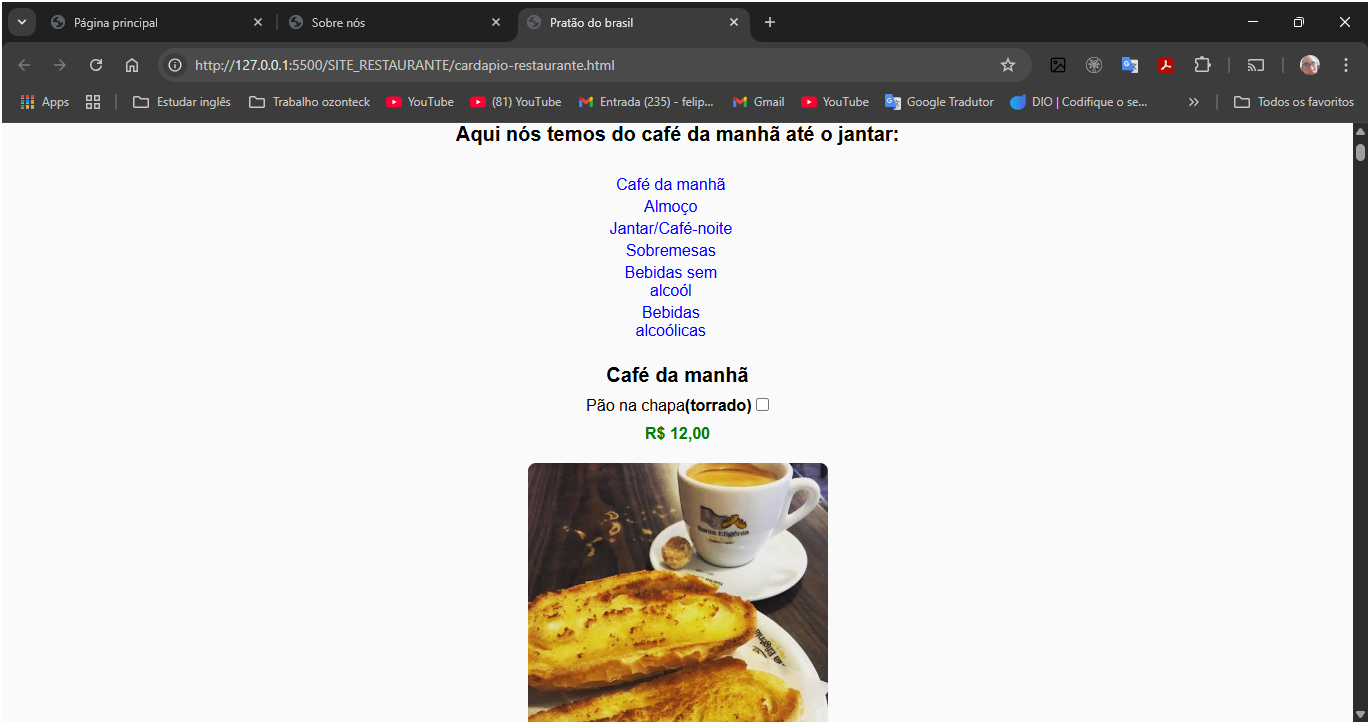 Página principal
Sobre nós
Pratão do brasil
http://127.0.0.1:5500/SITE_RESTAURANTE/cardapio-restaurante.html
Apps
Estudar inglês
Trabalho ozonteck
YouTube
(81) YouTube
Entrada (235) - felip...
Gmail
YouTube
Google Tradutor
DIO | Codifique o se...
Todos os favoritos
Aqui nós temos do café da manhã até o jantar:
Café da manhã
Almoço
Jantar/Café-noite
Sobremesas
Bebidas sem
alcoól
Bebidas
alcoólicas
Café da manhã
Pão na chapa(torrado)
R$ 12,00
Santa Efigênia